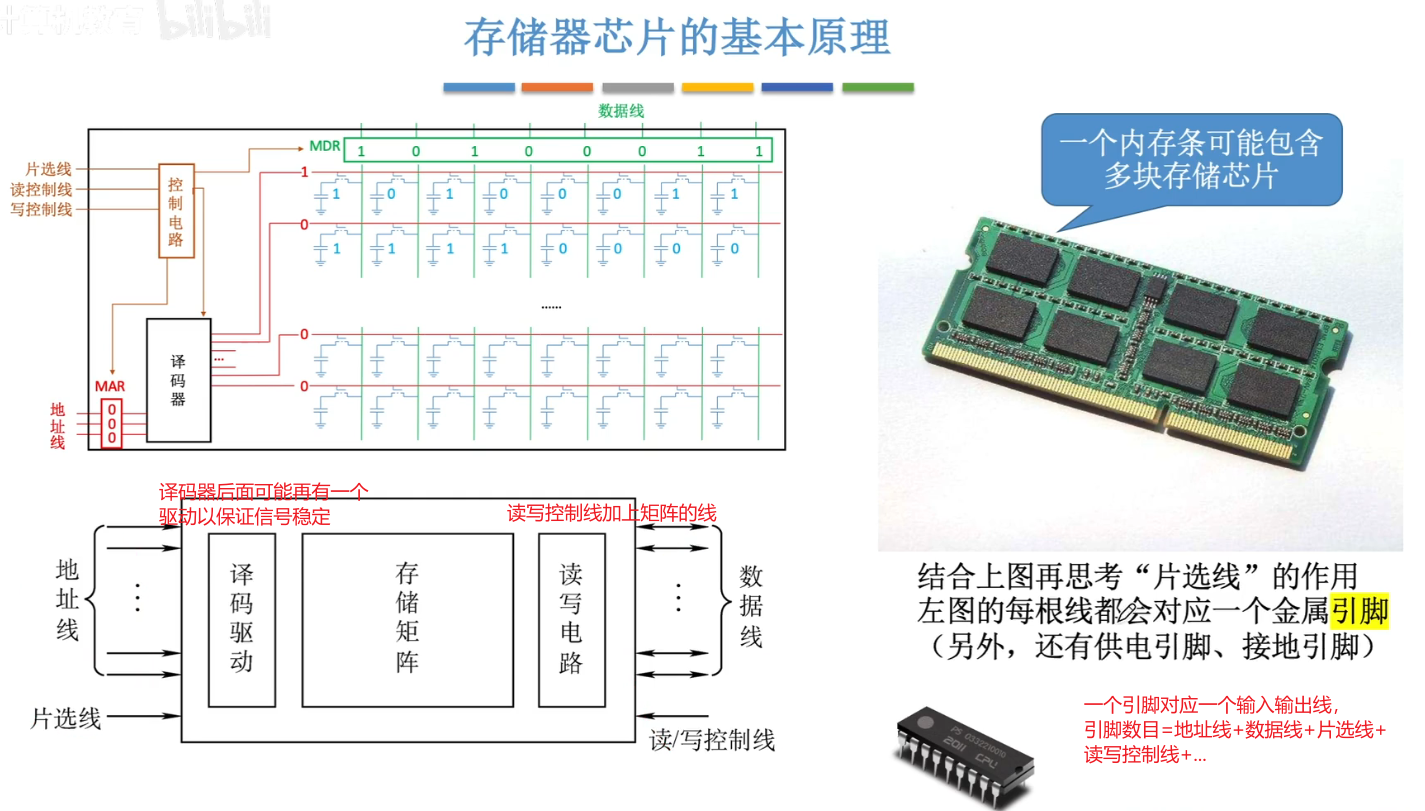 bilibili
存储器芯片的基本原理
数据线
MDR 1 0 1 0 0 0 1 1
片选线
读控制线
写控制线
控制电路
1
1 0 1 0 0 0 1 1
0
1 1 1 1 0 0 0 0
......
0
0
...
译码器
MAR
地址线
0
0
0
一个内存条可能包含
多块存储芯片
译码器后面可能再有一个
驱动以保证信号稳定
读写控制线加上矩阵的线
地址线
译码驱动
存储矩阵
读写电路
数据线
片选线
读/写控制线
结合上图再思考“片选线”的作用
左图的每根线都会对应一个金属引脚
（另外，还有供电引脚、接地引脚）
一个引脚对应一个输入输出线，
引脚数目=地址线+数据线+片选线+
读写控制线+...
2011 CPU